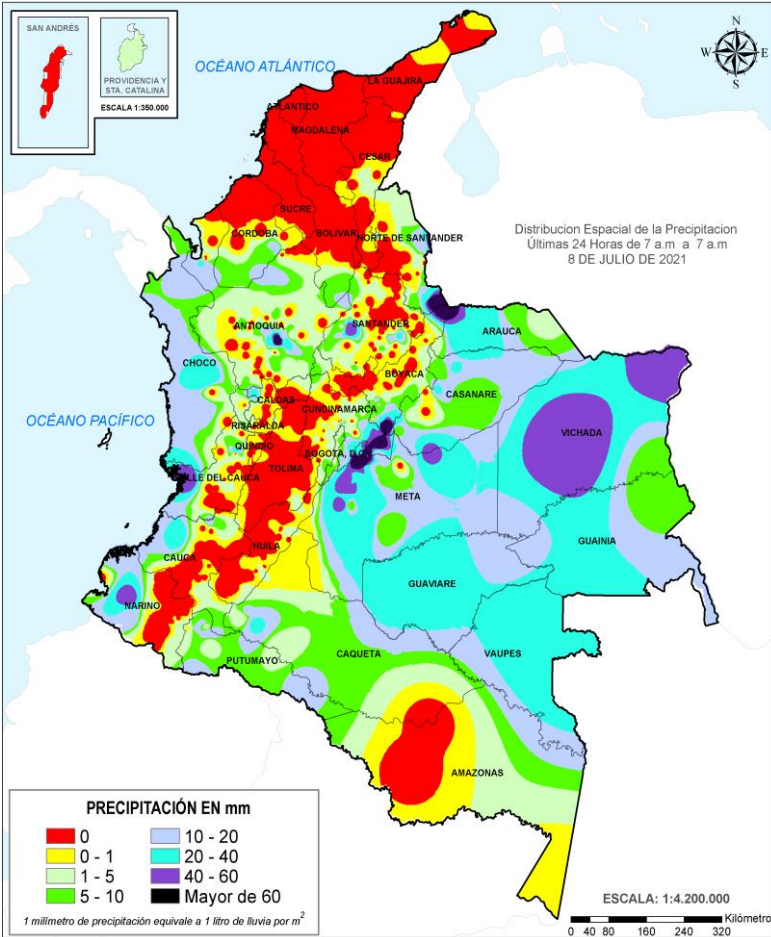 SAN ANDRÉS
PROVIDENCIA Y
STA. CATALINA
ESCALA 1:350.000
OCÉANO ATLÁNTICO
N
W
E
S
LA GUAJIRA
ATLANTICO
MAGDALENA
CESAR
SUCRE
CORDOBA
BOLIVAR
NORTE DE SANTANDER
Distribucion Espacial de la Precipitacion
Últimas 24 Horas de 7 a.m a 7 a.m
8 DE JULIO DE 2021
ANTIOQUIA
SANTANDER
ARAUCA
CHOCO
BOYACA
CASANARE
OCÉANO PACÍFICO
CALDAS
CUNDINAMARCA
RISARALDA
VICHADA
QUINDIO
BOGOTA, D.C.
TOLIMA
VALLE DEL CAUCA
META
GUAINIA
HUILA
CAUCA
GUAVIARE
NARINO
PUTUMAYO
CAQUETA
VAUPES
AMAZONAS
PRECIPITACIÓN EN mm
0
10 - 20
0 - 1
20 - 40
1 - 5
40 - 60
5 - 10
Mayor de 60
1 milímetro de precipitación equivale a 1 litro de lluvia por m²
ESCALA: 1:4.200.000
Kilómetro
0 40 80 160 240 320